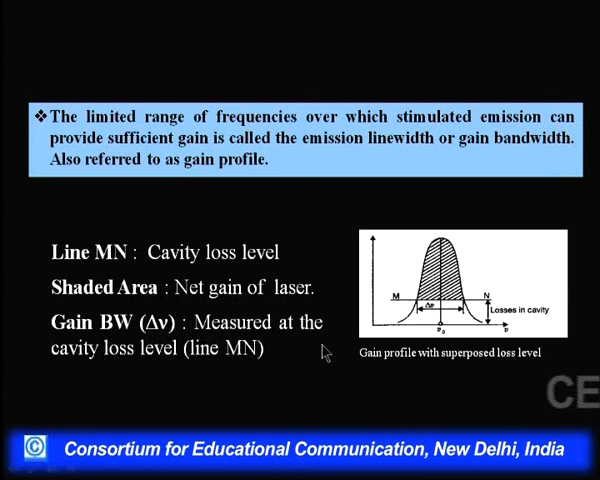 ❖The limited range of frequencies over which stimulated emission can
provide sufficient gain is called the emission linewidth or gain bandwidth.
Also referred to as gain profile.
Line MN : Cavity loss level
Shaded Area : Net gain of laser.
Gain BW (Δν) : Measured at the
cavity loss level (line MN)
M
N
Δν
Losses in cavity
ν₀
ν
Gain profile with superposed loss level
CE
© Consortium for Educational Communication, New Delhi, India